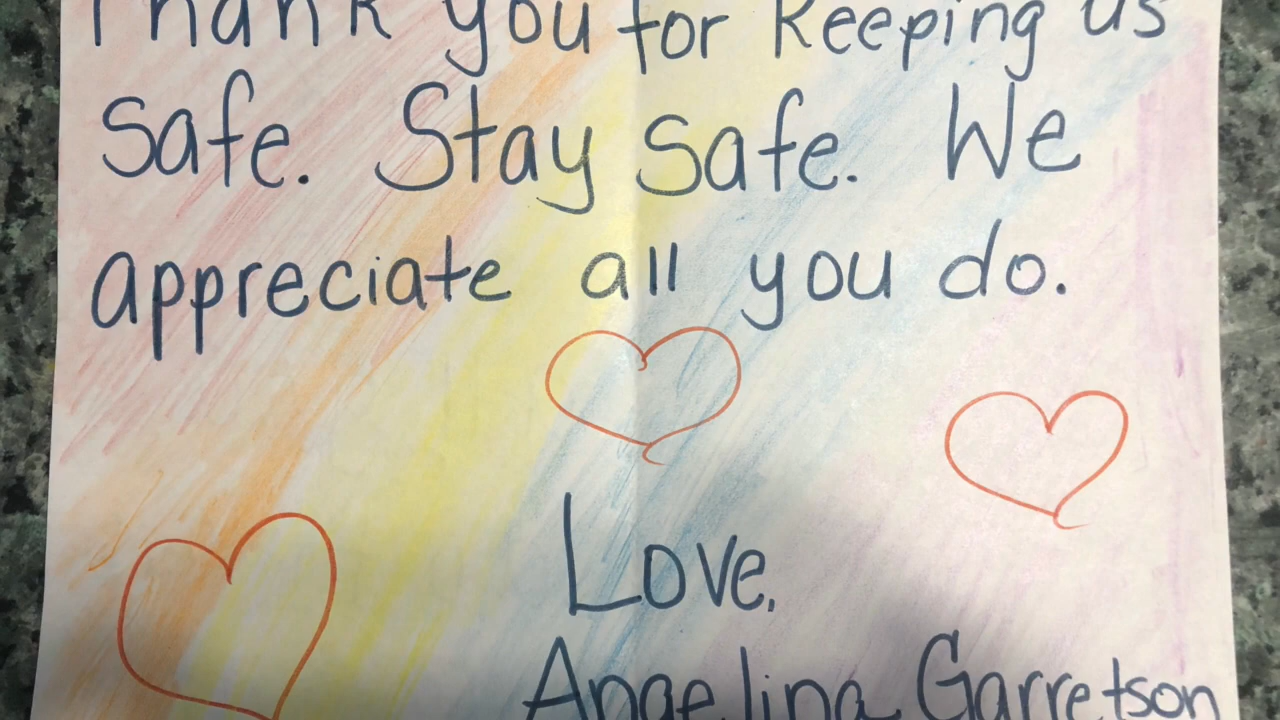 Thank you for keeping us
Safe. Stay safe. We
appreciate all you do.
Love,
Angelina Garretson